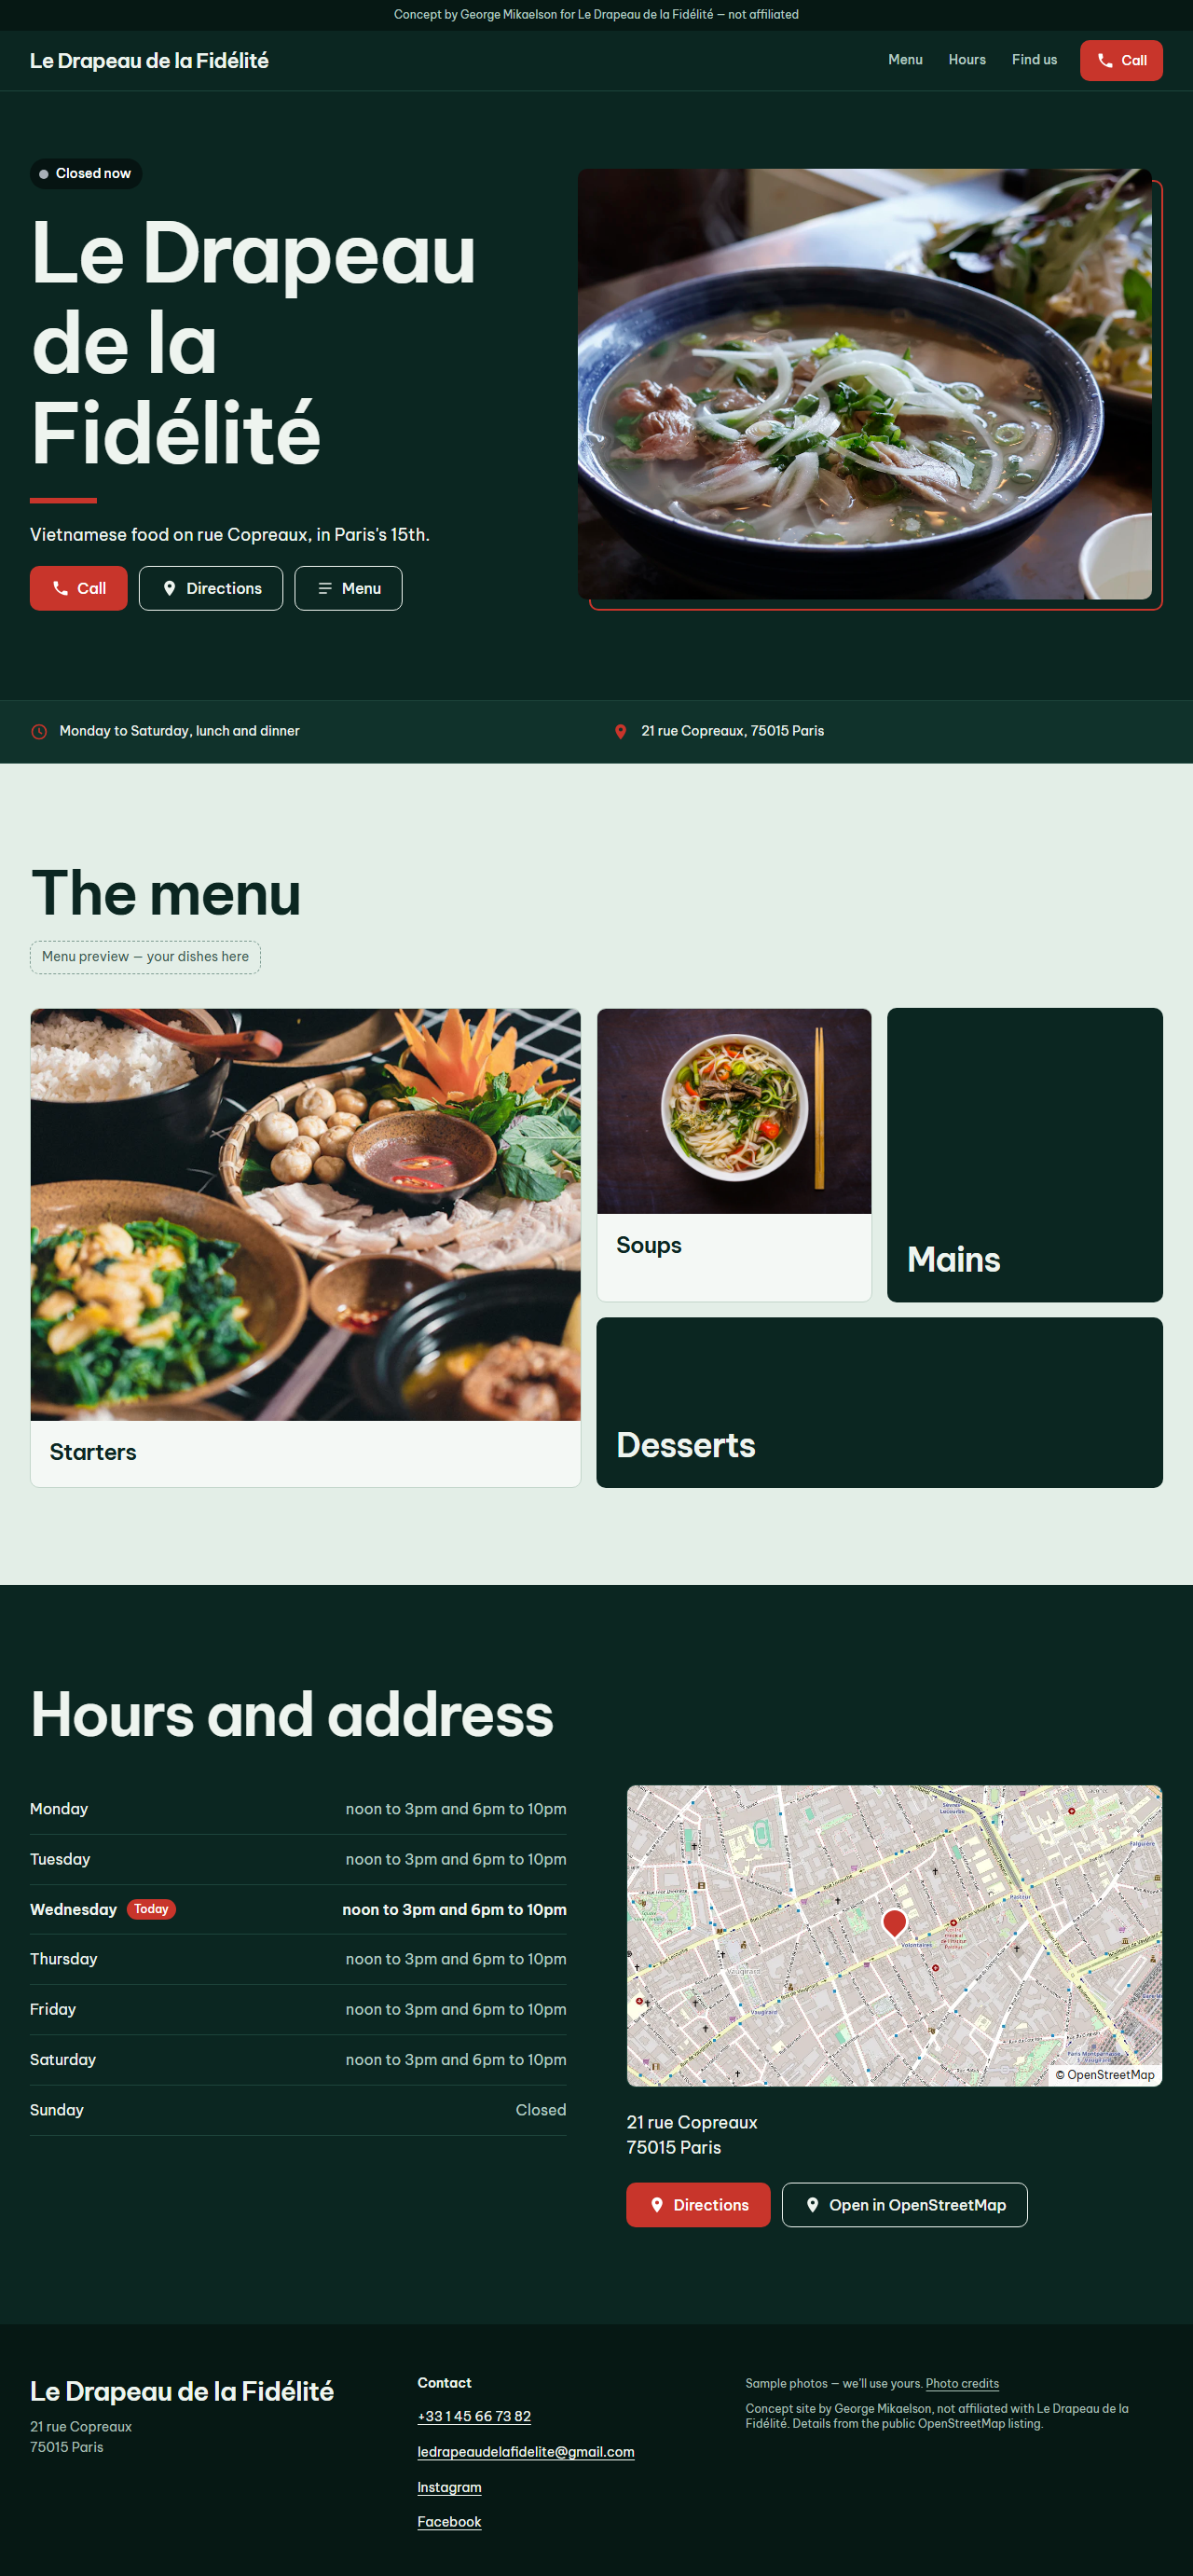 Concept by George Mikaelson for Le Drapeau de la Fidélité — not affiliated
Le Drapeau de la Fidélité
Menu
Hours
Find us
Call
Closed now
Le Drapeau
de la
Fidélité
Vietnamese food on rue Copreaux, in Paris's 15th.
Call
Directions
Menu
Monday to Saturday, lunch and dinner
21 rue Copreaux, 75015 Paris
The menu
Menu preview — your dishes here
Starters
Soups
Mains
Desserts
Hours and address
Monday noon to 3pm and 6pm to 10pm
Tuesday noon to 3pm and 6pm to 10pm
Wednesday Today noon to 3pm and 6pm to 10pm
Thursday noon to 3pm and 6pm to 10pm
Friday noon to 3pm and 6pm to 10pm
Saturday noon to 3pm and 6pm to 10pm
Sunday Closed
Pasteur
Volontaires
Vaugirard
Vaugirard
© OpenStreetMap
21 rue Copreaux
75015 Paris
Directions
Open in OpenStreetMap
Le Drapeau de la Fidélité
21 rue Copreaux
75015 Paris
Contact
+33 1 45 66 73 82
ledrapeaudelafidelite@gmail.com
Instagram
Facebook
Sample photos — we'll use yours. Photo credits
Concept site by George Mikaelson, not affiliated with Le Drapeau de la
Fidélité. Details from the public OpenStreetMap listing.